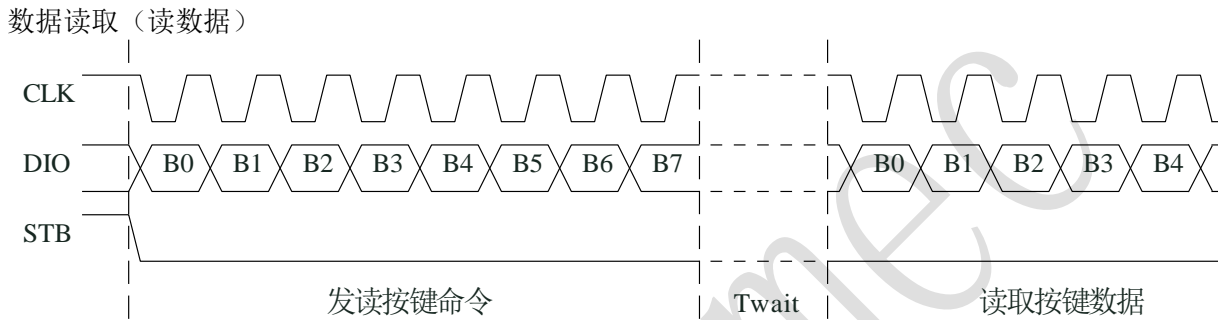 数据读取（读数据）
CLK
DIO B0 B1 B2 B3 B4 B5 B6 B7 B0 B1 B2 B3 B4
STB
发读按键命令 Twait 读取按键数据